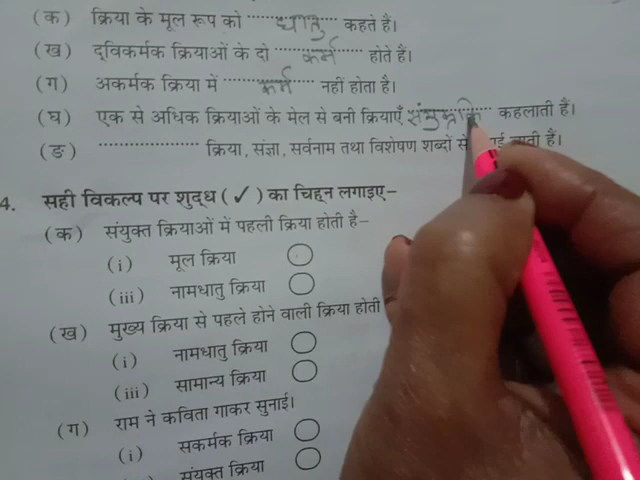 (क) क्रिया के मूल रूप को धातु कहते हैं।
(ख) द्विकर्मक क्रियाओं के दो कर्म होते हैं।
(ग) अकर्मक क्रिया में कर्म नहीं होता है।
(घ) एक से अधिक क्रियाओं के मेल से बनी क्रियाएँ कहलाती हैं।
(ङ) क्रिया, संज्ञा, सर्वनाम तथा विशेषण शब्दों से हैं।
4. सही विकल्प पर शुद्ध (✓) का चिह्न लगाइए–
(क) संयुक्त क्रियाओं में पहली क्रिया होती है–
(i) मूल क्रिया
(iii) नामधातु क्रिया
(ख) मुख्य क्रिया से पहले होने वाली क्रिया होती
(i) नामधातु क्रिया
(iii) सामान्य क्रिया
(ग) राम ने कविता गाकर सुनाई।
(i) सकर्मक क्रिया
संयुक्त क्रिया